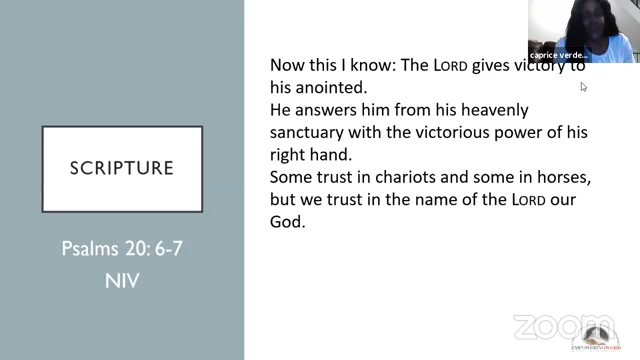 caprice verde...
Now this I know: The LORD gives victory to
his anointed.
He answers him from his heavenly
sanctuary with the victorious power of his
right hand.
Some trust in chariots and some in horses,
but we trust in the name of the LORD our
God.
SCRIPTURE
Psalms 20: 6-7
NIV
zoom
EMPOWERINGWORD